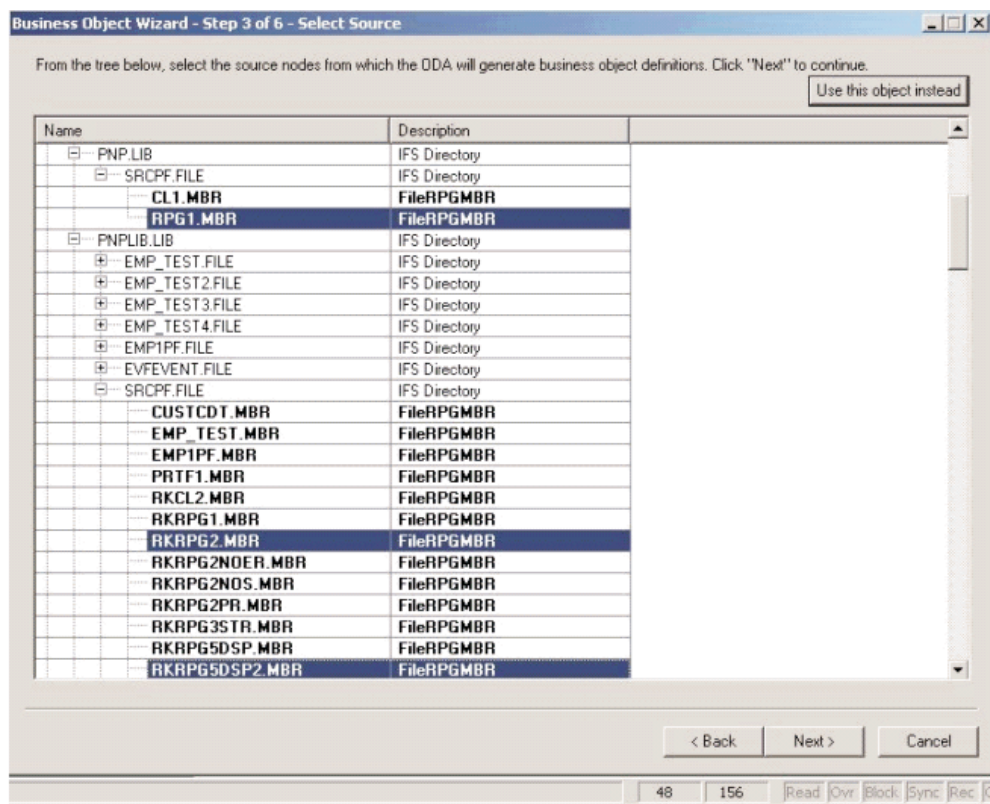 Business Object Wizard - Step 3 of 6 - Select Source
From the tree below, select the source nodes from which the ODA will generate business object definitions. Click "Next" to continue.
Use this object instead
Name Description
PNP.LIB IFS Directory
SRCPF.FILE IFS Directory
CL1.MBR FileRPGMBR
RPG1.MBR FileRPGMBR
PNPLIB.LIB IFS Directory
EMP_TEST.FILE IFS Directory
EMP_TEST2.FILE IFS Directory
EMP_TEST3.FILE IFS Directory
EMP_TEST4.FILE IFS Directory
EMP1PF.FILE IFS Directory
EVFEVENT.FILE IFS Directory
SRCPF.FILE IFS Directory
CUSTCDT.MBR FileRPGMBR
EMP_TEST.MBR FileRPGMBR
EMP1PF.MBR FileRPGMBR
PRTF1.MBR FileRPGMBR
RKCL2.MBR FileRPGMBR
RKRPG1.MBR FileRPGMBR
RKRPG2.MBR FileRPGMBR
RKRPG2NOER.MBR FileRPGMBR
RKRPG2NOS.MBR FileRPGMBR
RKRPG2PR.MBR FileRPGMBR
RKRPG3STR.MBR FileRPGMBR
RKRPG5DSP.MBR FileRPGMBR
RKRPG5DSP2.MBR FileRPGMBR
< Back Next > Cancel
48 156 Read Ovr Block Sync Rec